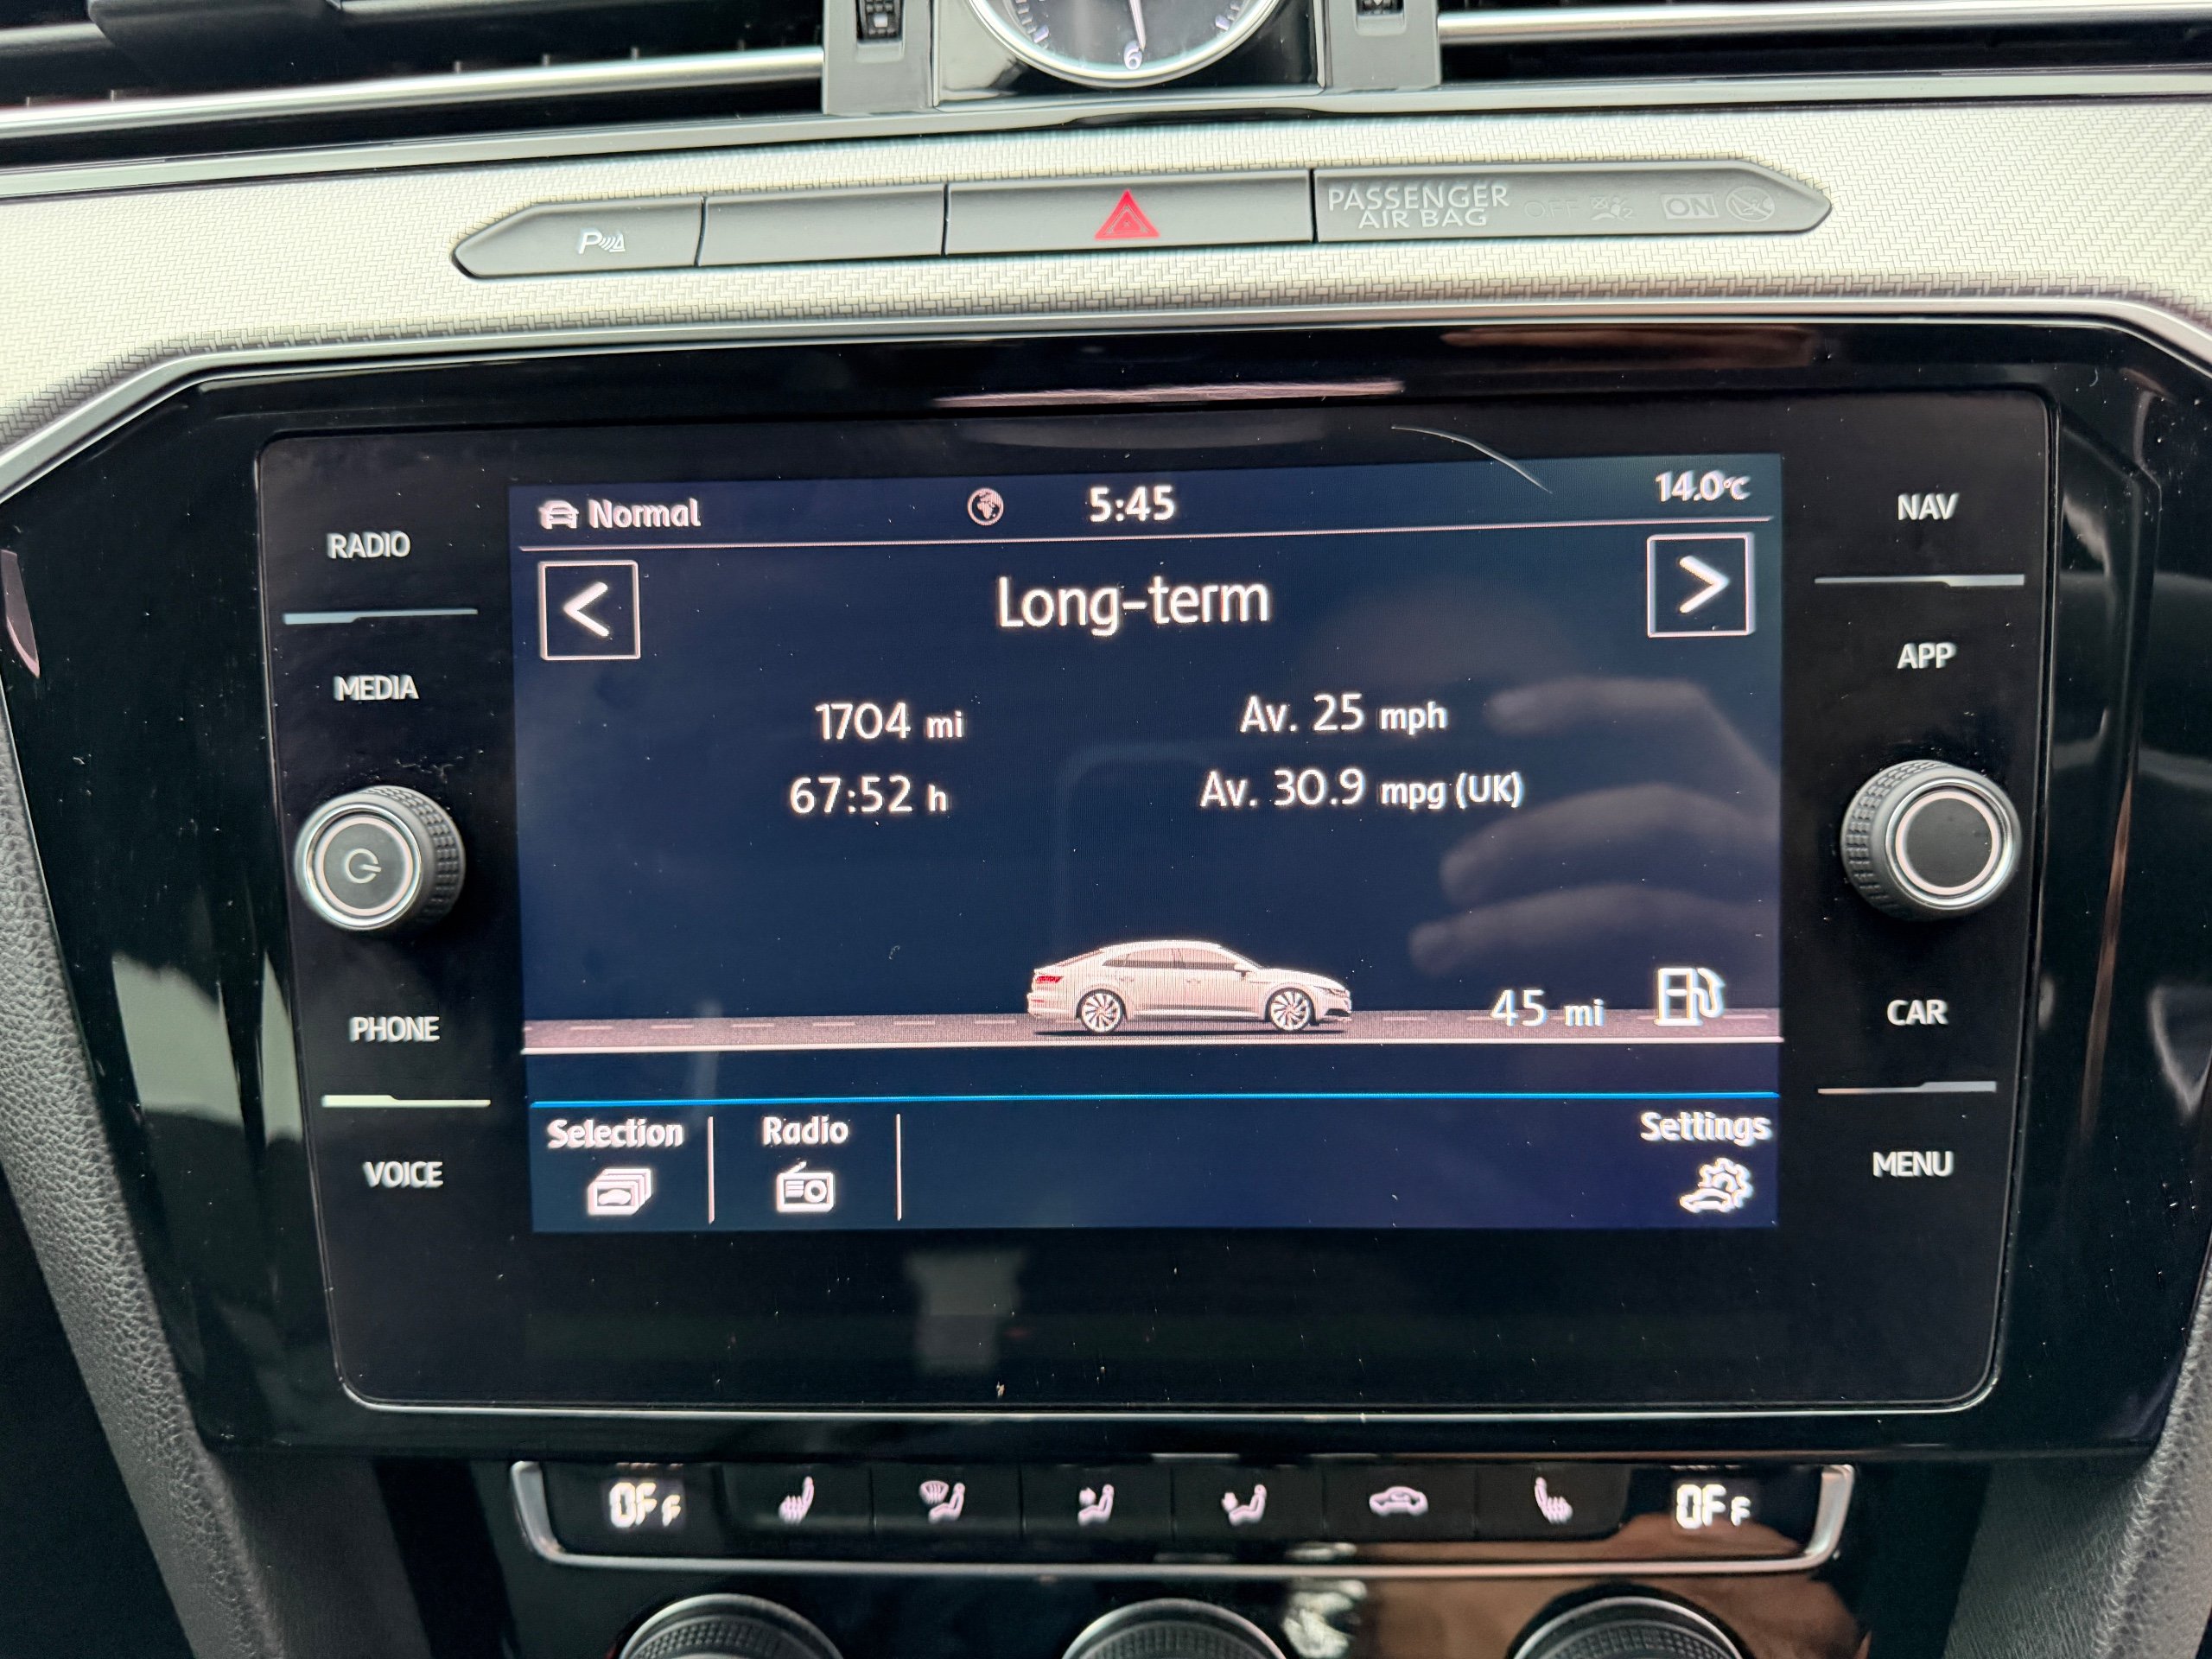 6
P
PASSENGER
AIR BAG OFF 2 ON
Normal 5:45 14.0°C
RADIO
NAV
< Long-term >
MEDIA
APP
1704 mi Av. 25 mph
67:52 h Av. 30.9 mpg (UK)
45 mi
PHONE
CAR
Selection Radio Settings
VOICE
MENU
OFF OFF